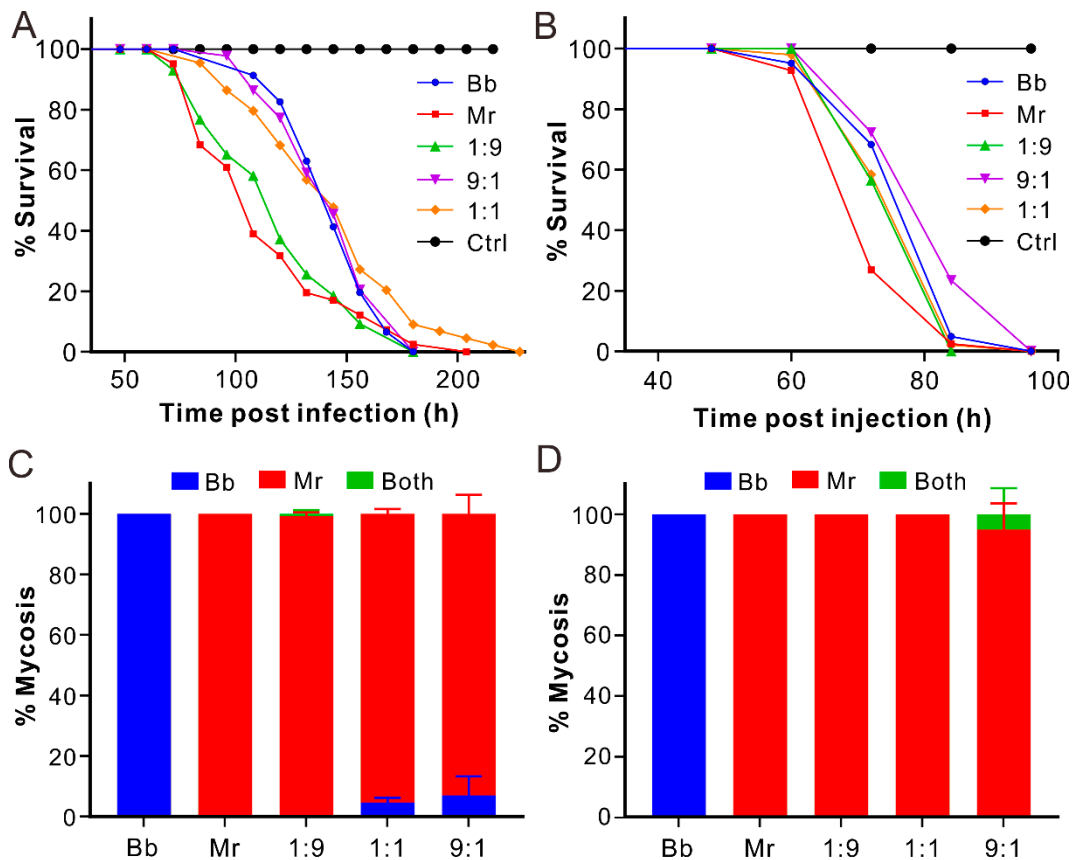 A
% Survival
100
80
60
40
20
0
50
100
150
200
Time post infection (h)
Bb
Mr
1:9
9:1
1:1
Ctrl
B
% Survival
100
80
60
40
20
0
40
60
80
100
Time post injection (h)
Bb
Mr
1:9
9:1
1:1
Ctrl
C
Bb Mr Both
% Mycosis
100
80
60
40
20
0
Bb Mr 1:9 1:1 9:1
D
Bb Mr Both
% Mycosis
100
80
60
40
20
0
Bb Mr 1:9 1:1 9:1